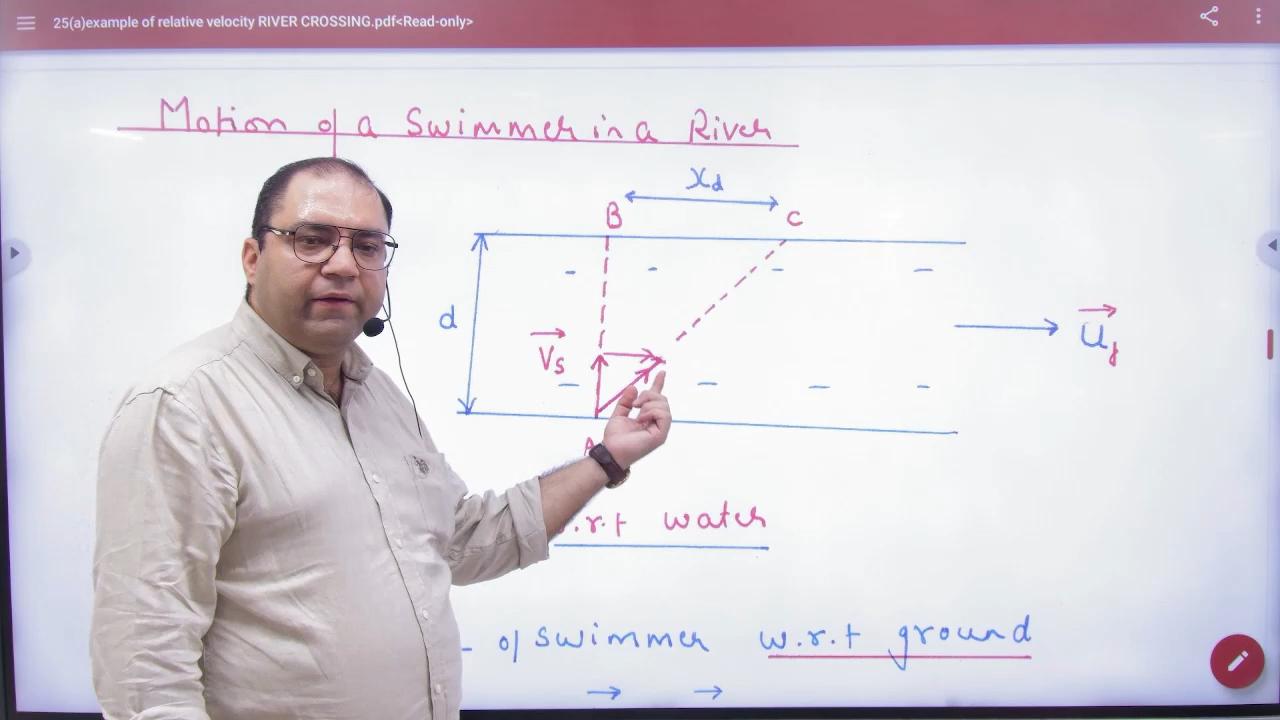 25(a)example of relative velocity RIVER CROSSING.pdf<Read-only>
Motion of a Swimmer in a River
x_d
B C
d
V_s
u_f
A
w.r.t water
of swimmer w.r.t ground